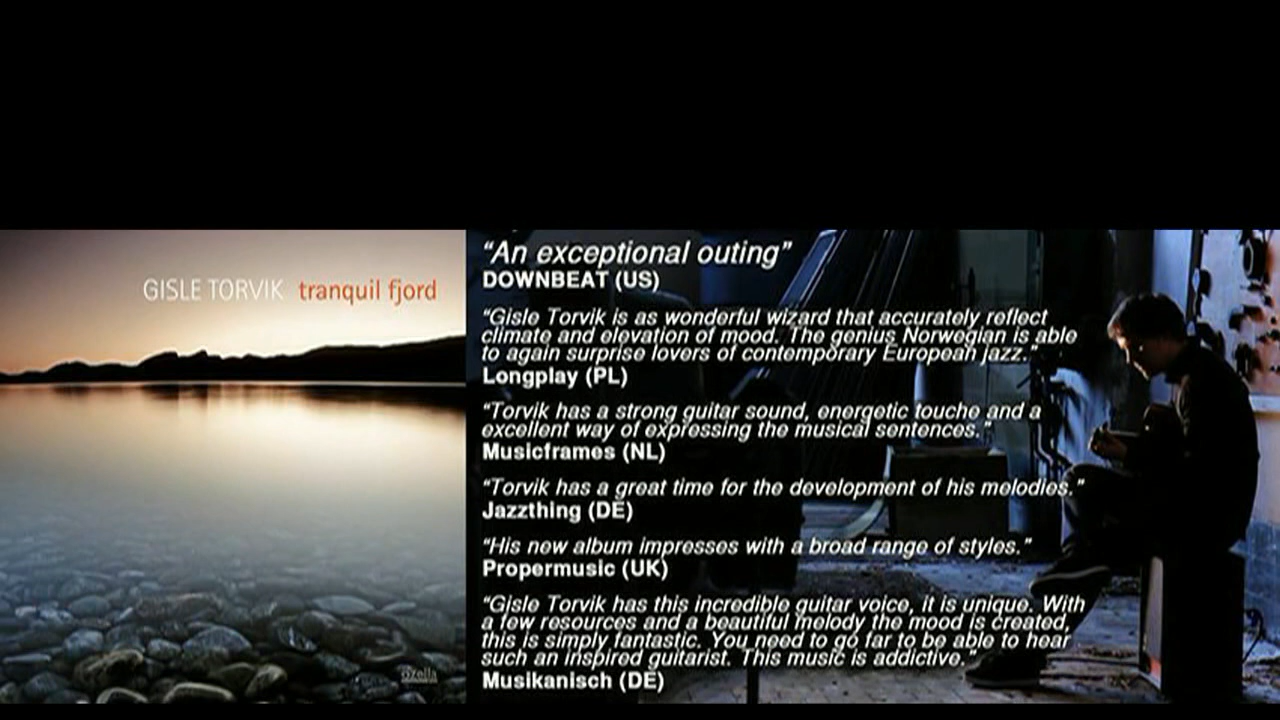 GISLE TORVIK tranquil fjord
ozella
“An exceptional outing”
DOWNBEAT (US)
“Gisle Torvik is as wonderful wizard that accurately reflect
climate and elevation of mood. The genius Norwegian is able
to again surprise lovers of contemporary European jazz.”
Longplay (PL)
“Torvik has a strong guitar sound, energetic touche and a
excellent way of expressing the musical sentences.”
Musicframes (NL)
“Torvik has a great time for the development of his melodies.”
Jazzthing (DE)
“His new album impresses with a broad range of styles.”
Propermusic (UK)
“Gisle Torvik has this incredible guitar voice, it is unique. With
a few resources and a beautiful melody the mood is created,
this is simply fantastic. You need to go far to be able to hear
such an inspired guitarist. This music is addictive.”
Musikanisch (DE)